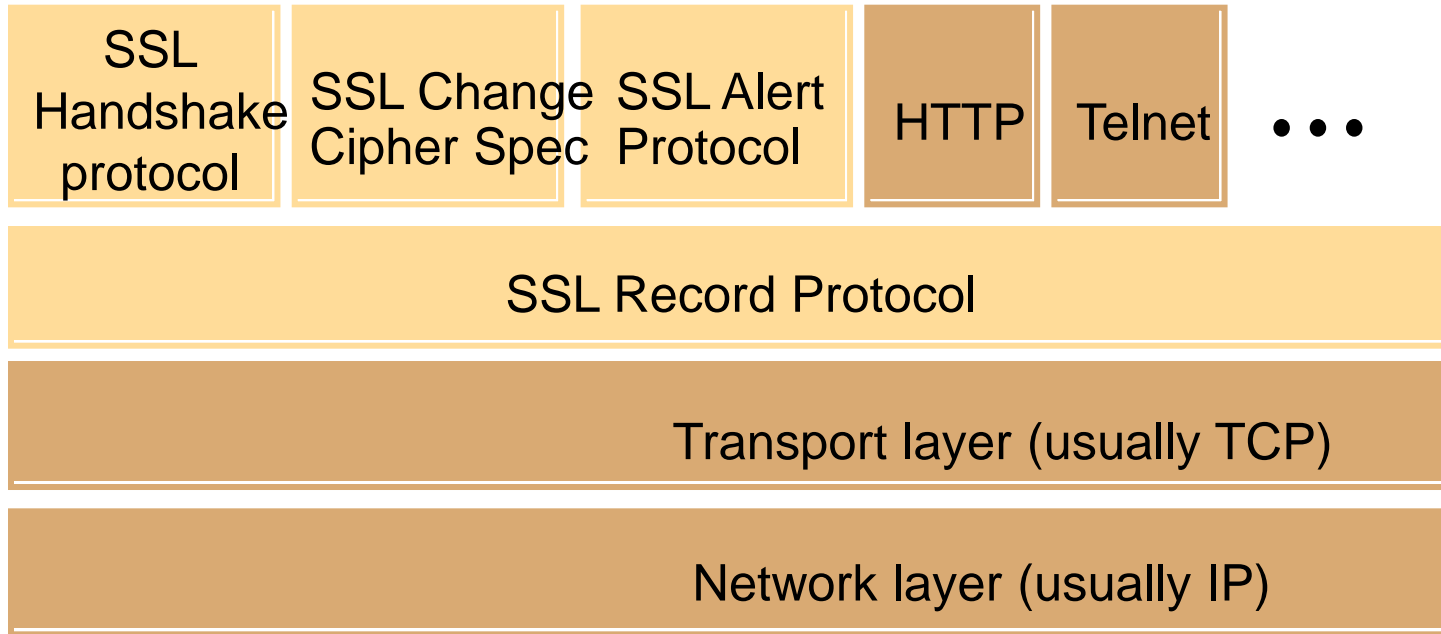 SSL
Handshake
protocol
SSL Change
Cipher Spec
SSL Alert
Protocol
HTTP
Telnet
•••
SSL Record Protocol
Transport layer (usually TCP)
Network layer (usually IP)